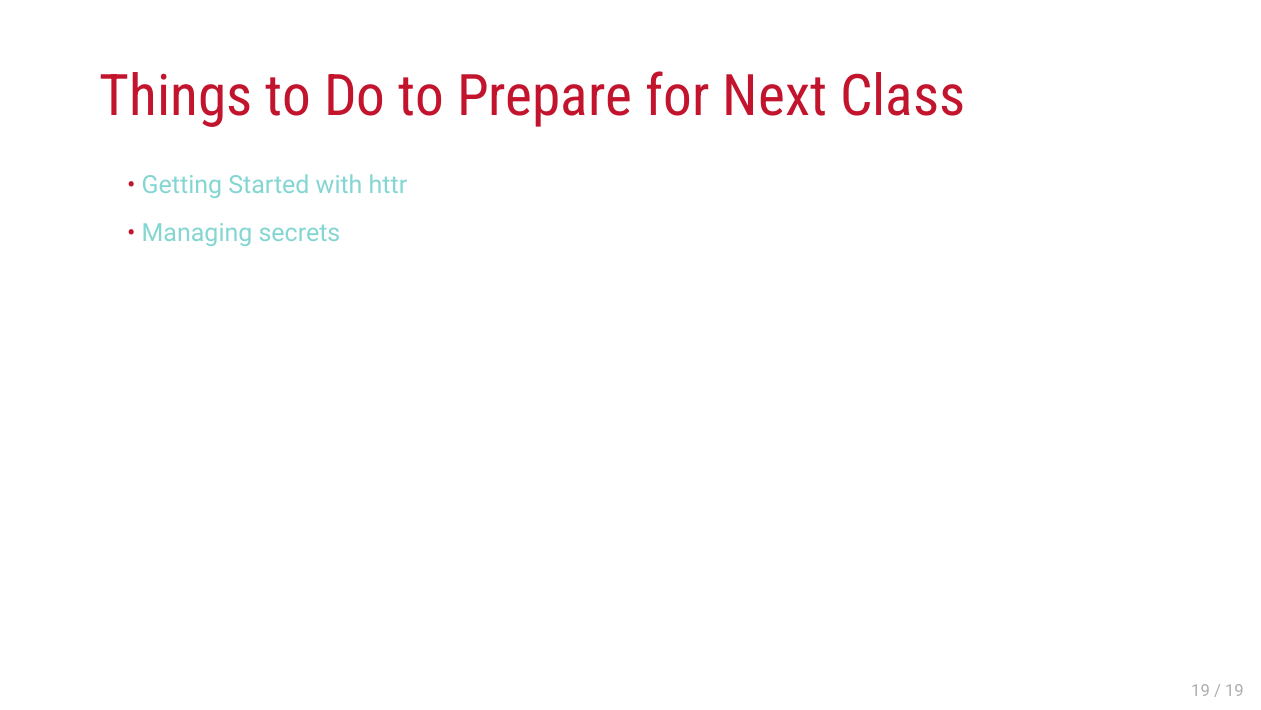 Things to Do to Prepare for Next Class
• Getting Started with httr
• Managing secrets
19 / 19